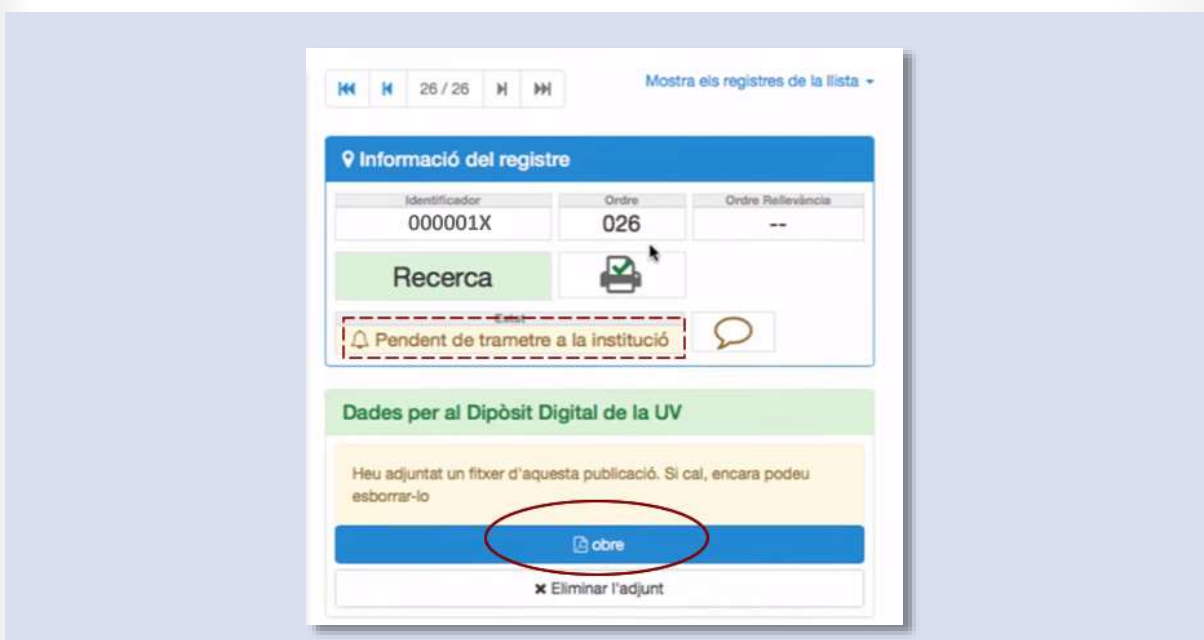 26 / 26
Mostra els registres de la llista
Informació del registre
Identificador Ordre Ordre Rellevància
000001X 026 --
Recerca
Estat
Pendent de trametre a la institució
Dades per al Dipòsit Digital de la UV
Heu adjuntat un fitxer d'aquesta publicació. Si cal, encara podeu
esborrar-lo
obre
Eliminar l'adjunt